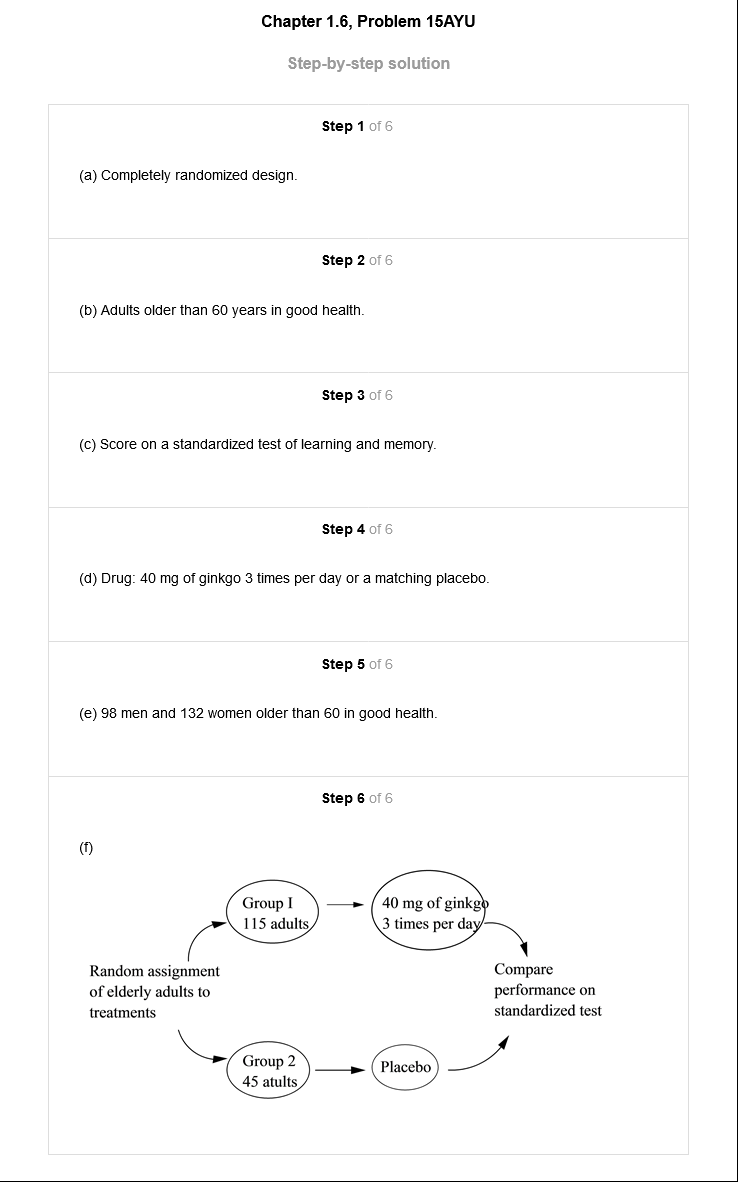 Chapter 1.6, Problem 15AYU
Step-by-step solution
Step 1 of 6
(a) Completely randomized design.
Step 2 of 6
(b) Adults older than 60 years in good health.
Step 3 of 6
(c) Score on a standardized test of learning and memory.
Step 4 of 6
(d) Drug: 40 mg of ginkgo 3 times per day or a matching placebo.
Step 5 of 6
(e) 98 men and 132 women older than 60 in good health.
Step 6 of 6
(f)
Group I
115 adults
40 mg of ginkgo
3 times per day
Random assignment
of elderly adults to
treatments
Compare
performance on
standardized test
Group 2
45 atults
Placebo